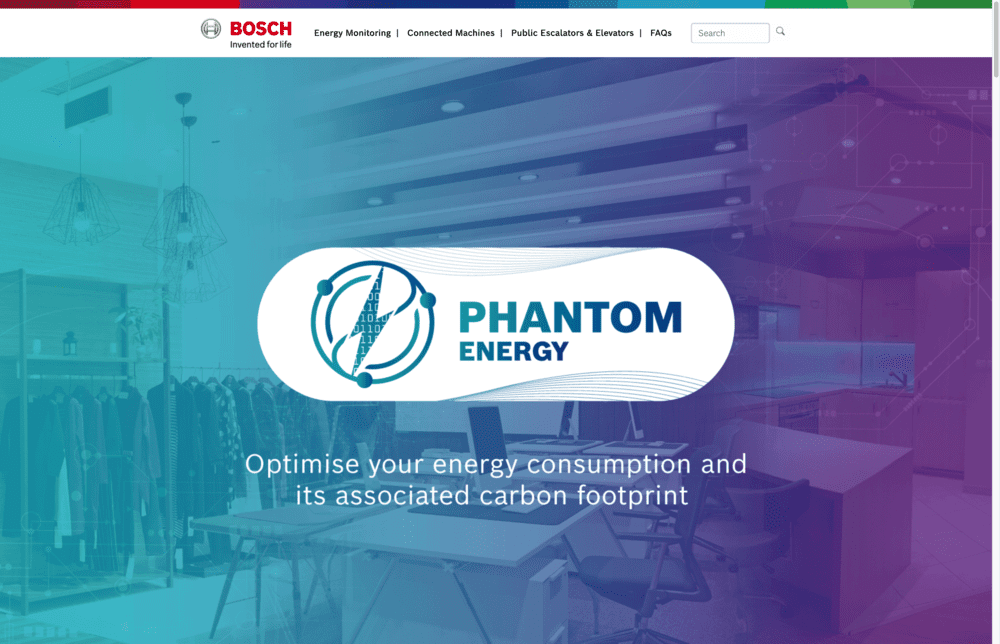 BOSCH
Invented for life
Energy Monitoring | Connected Machines | Public Escalators & Elevators | FAQs
Search
PHANTOM
ENERGY
Optimise your energy consumption and
its associated carbon footprint